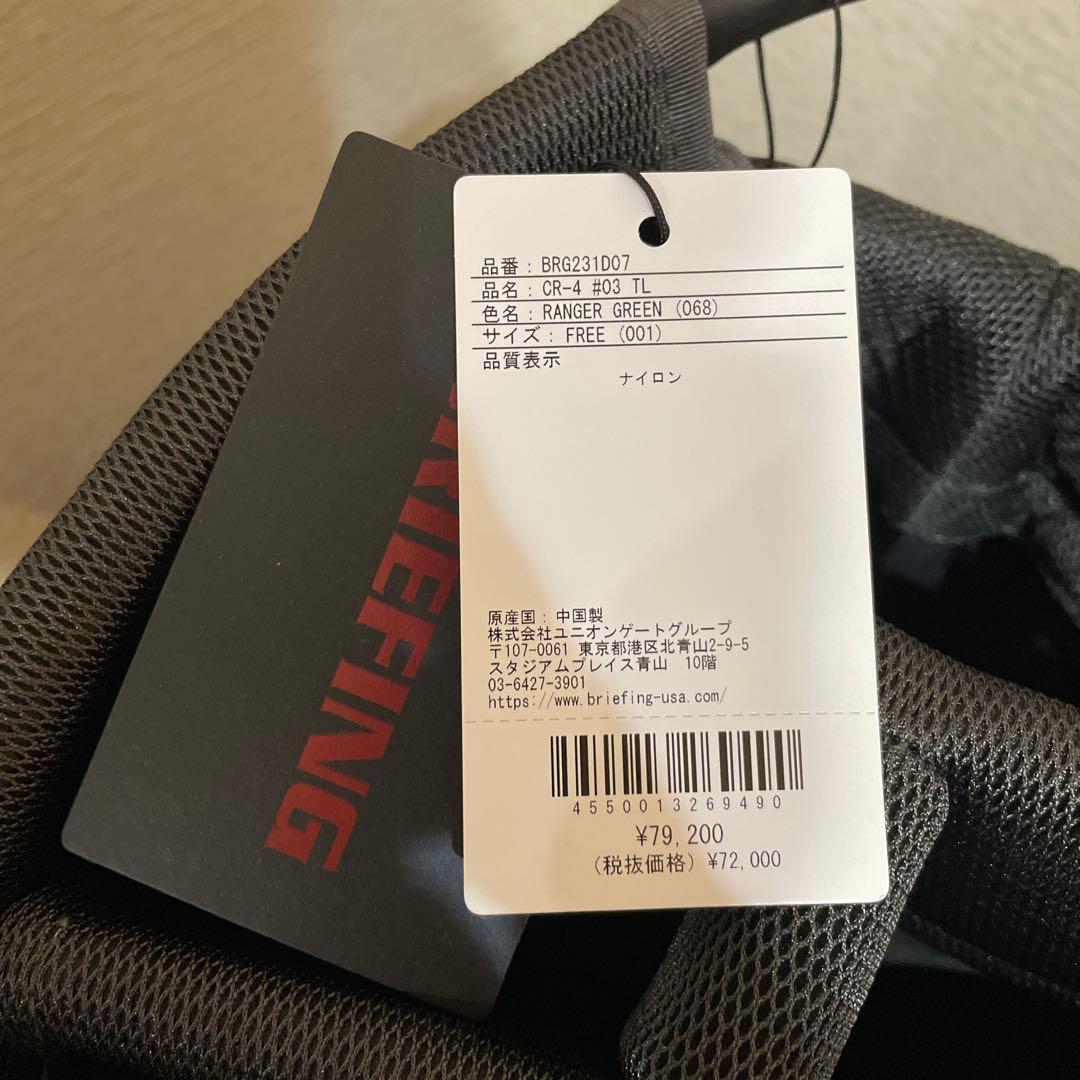 BRIEFING
品番: BRG231D07
品名: CR-4 #03 TL
色名: RANGER GREEN (068)
サイズ: FREE (001)
品質表示
ナイロン
原産国: 中国製
株式会社ユニオンゲートグループ
〒107-0061 東京都港区北青山2-9-5
スタジアムプレイス青山 10階
03-6427-3901
https://www.briefing-usa.com/
4550013269490
¥79,200
(税抜価格) ¥72,000